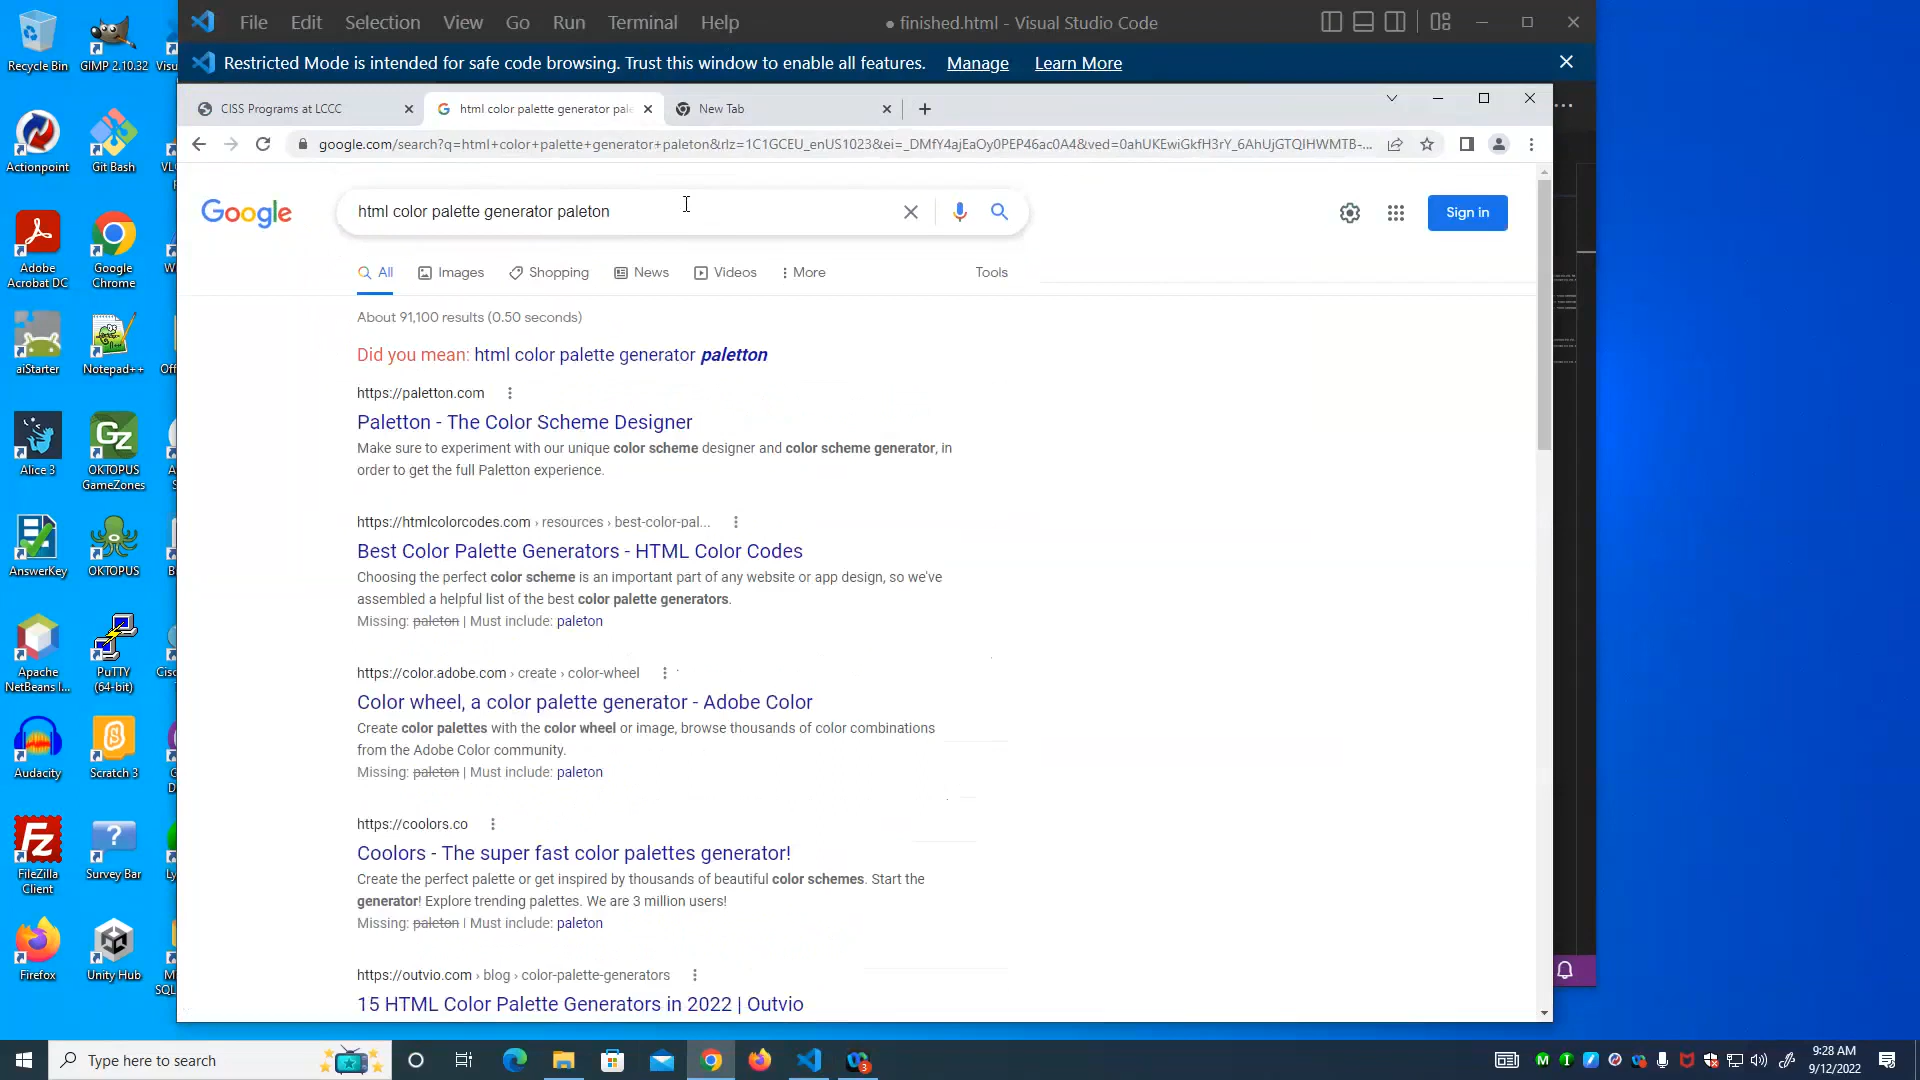 File Edit Selection View Go Run Terminal Help
● finished.html - Visual Studio Code
Restricted Mode is intended for safe code browsing. Trust this window to enable all features. Manage Learn More
CISS Programs at LCCC
html color palette generator pale
New Tab
google.com/search?q=html+color+palette+generator+paleton&rlz=1C1GCEU_enUS1023&ei=_DMfY4ajEaOy0PEP46ac0A4&ved=0ahUKEwiGkfH3rY_6AhUjGTQIHWMTB-...
Google
html color palette generator paleton
Sign in
All Images Shopping News Videos More Tools
About 91,100 results (0.50 seconds)
Did you mean: html color palette generator paletton
https://paletton.com
Paletton - The Color Scheme Designer
Make sure to experiment with our unique color scheme designer and color scheme generator, in
order to get the full Paletton experience.
https://htmlcolorcodes.com › resources › best-color-pal...
Best Color Palette Generators - HTML Color Codes
Choosing the perfect color scheme is an important part of any website or app design, so we've
assembled a helpful list of the best color palette generators.
Missing: paleton | Must include: paleton
https://color.adobe.com › create › color-wheel
Color wheel, a color palette generator - Adobe Color
Create color palettes with the color wheel or image, browse thousands of color combinations
from the Adobe Color community.
Missing: paleton | Must include: paleton
https://coolors.co
Coolors - The super fast color palettes generator!
Create the perfect palette or get inspired by thousands of beautiful color schemes. Start the
generator! Explore trending palettes. We are 3 million users!
Missing: paleton | Must include: paleton
https://outvio.com › blog › color-palette-generators
15 HTML Color Palette Generators in 2022 | Outvio
Recycle Bin
GIMP 2.10.32
Actionpoint
Git Bash
Adobe
Acrobat DC
Google
Chrome
aiStarter
Notepad++
Alice 3
OKTOPUS
GameZones
AnswerKey
OKTOPUS
Apache
NetBeans I...
PuTTY
(64-bit)
Audacity
Scratch 3
FileZilla
Client
Survey Bar
Firefox
Unity Hub
Type here to search
9:28 AM
9/12/2022